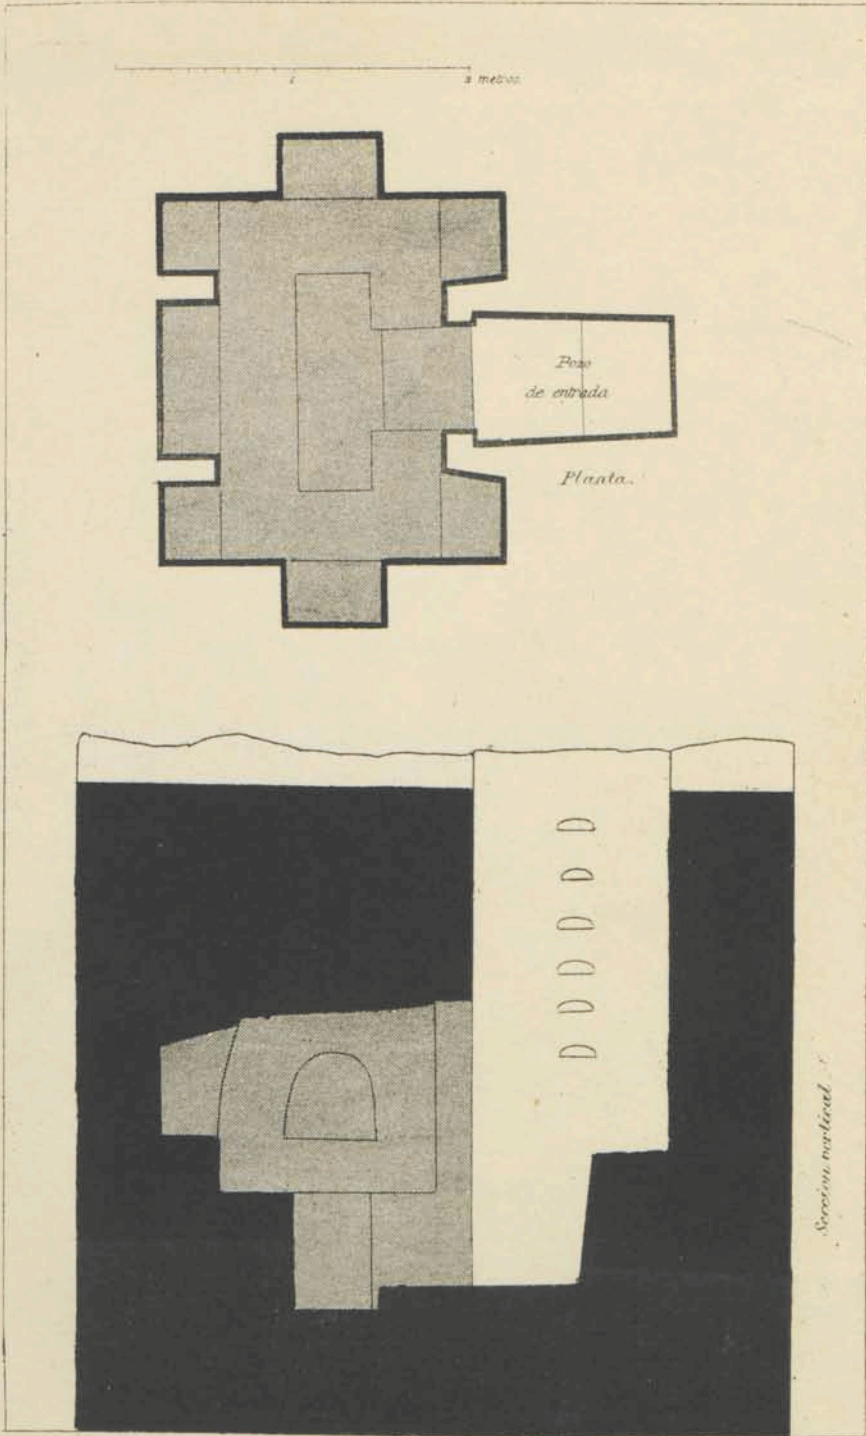 1 2 metros.
Pozo
de entrada
Planta.
Seccion vertical